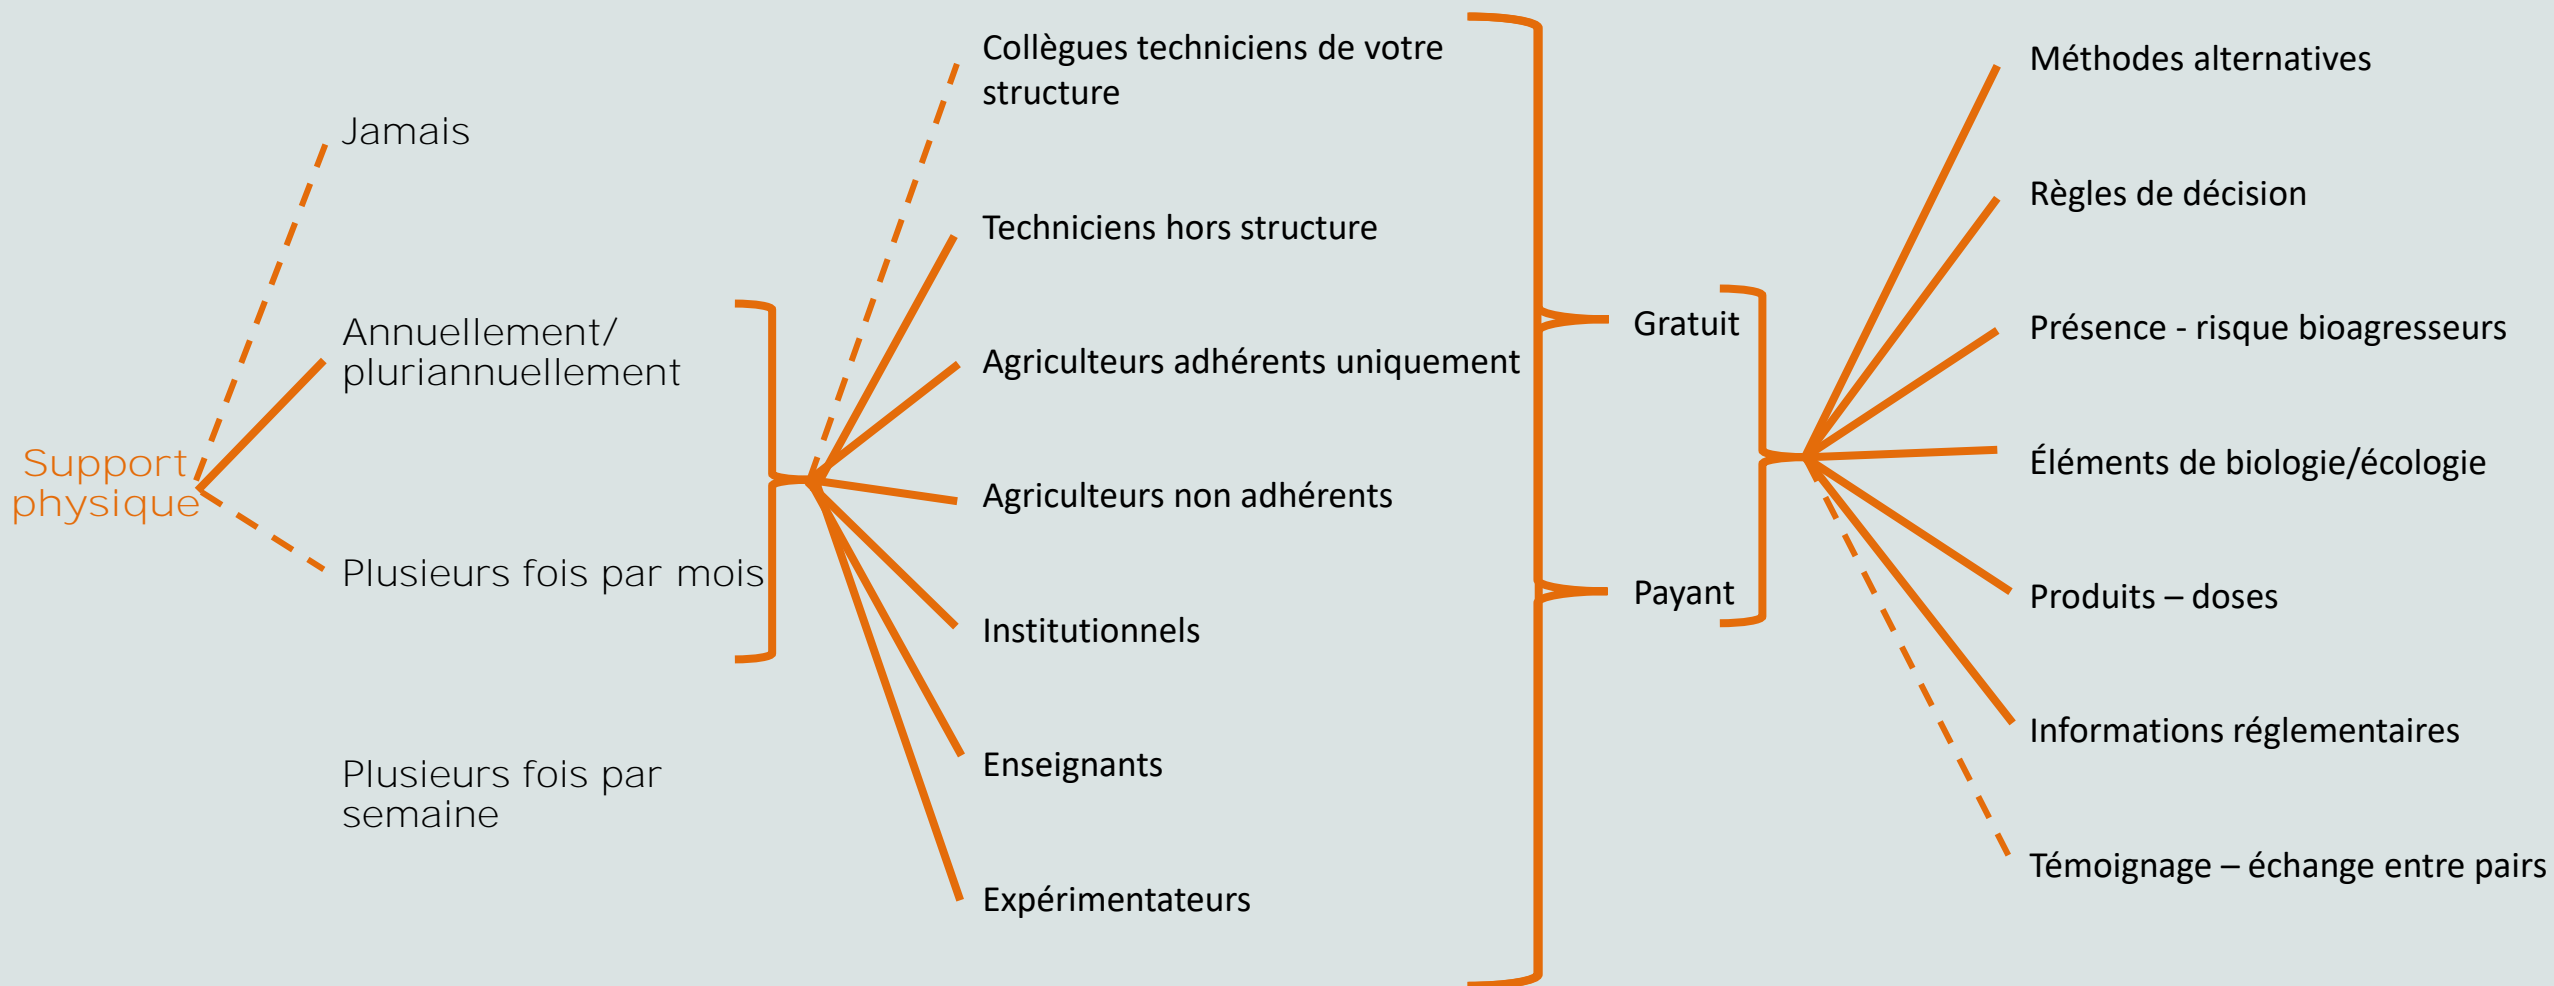 Support
physique
Jamais
Annuellement/
pluriannuellement
Plusieurs fois par mois
Plusieurs fois par
semaine
Collègues techniciens de votre
structure
Techniciens hors structure
Agriculteurs adhérents uniquement
Agriculteurs non adhérents
Institutionnels
Enseignants
Expérimentateurs
Gratuit
Payant
Méthodes alternatives
Règles de décision
Présence - risque bioagresseurs
Éléments de biologie/écologie
Produits – doses
Informations réglementaires
Témoignage – échange entre pairs